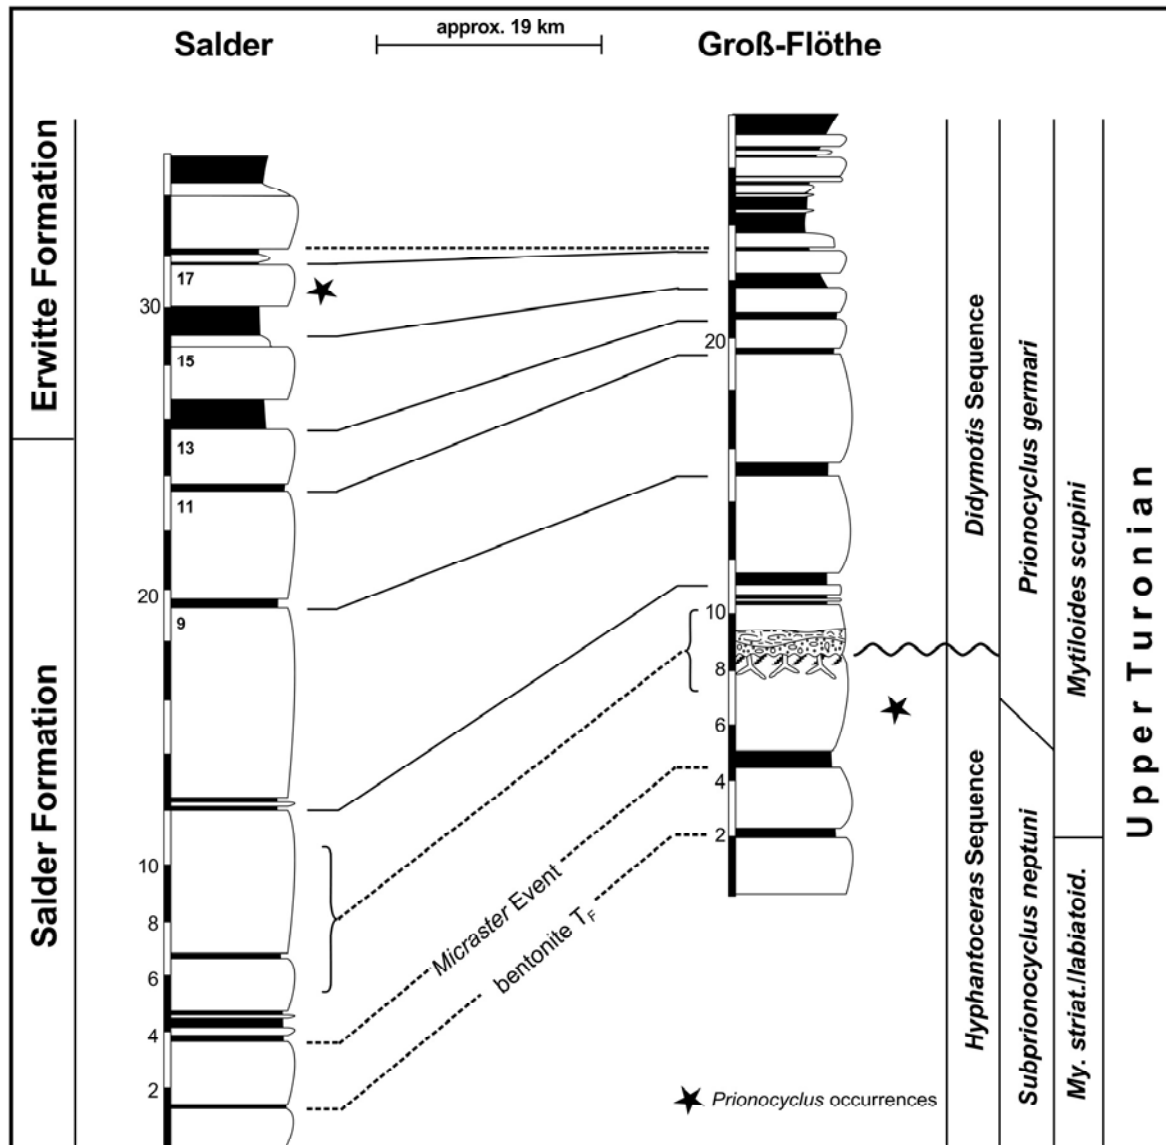 Salder
approx. 19 km
Groß-Flöthe
Erwitte Formation
Salder Formation
17
30
15
13
11
20
9
10
8
6
4
2
20
10
8
6
4
2
Micraster Event
bentonite TF
Prionocyclus occurrences
Didymotis Sequence
Hyphantoceras Sequence
Prionocyclus germari
Subprionocyclus neptuni
Mytiloides scupini
My. striat./labiatoid.
Upper Turonian